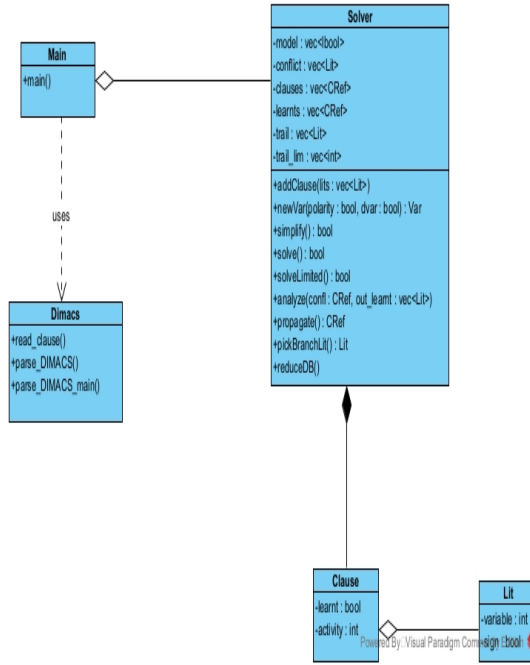 Solver
-model : vec<lbool>
-conflict : vec<Lit>
-clauses : vec<CRef>
-learnts : vec<CRef>
-trail : vec<Lit>
-trail_lim : vec<int>
+addClause(lits : vec<Lit>)
+newVar(polarity : bool, dvar : bool) : Var
+simplify() : bool
+solve() : bool
+solveLimited() : bool
+analyze(confl : CRef, out_learnt : vec<Lit>)
+propagate() : CRef
+pickBranchLit() : Lit
+reduceDB()
Main
+main()
uses
Dimacs
+read_clause()
+parse_DIMACS()
+parse_DIMACS_main()
Clause
-learnt : bool
-activity : int
Lit
-variable : int
-sign : bool
Powered By Visual Paradigm